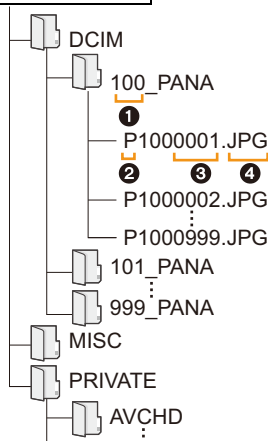 DCIM
100_PANA
❶
P1000001.JPG
❷ ❸ ❹
P1000002.JPG
P1000999.JPG
101_PANA
999_PANA
MISC
PRIVATE
AVCHD